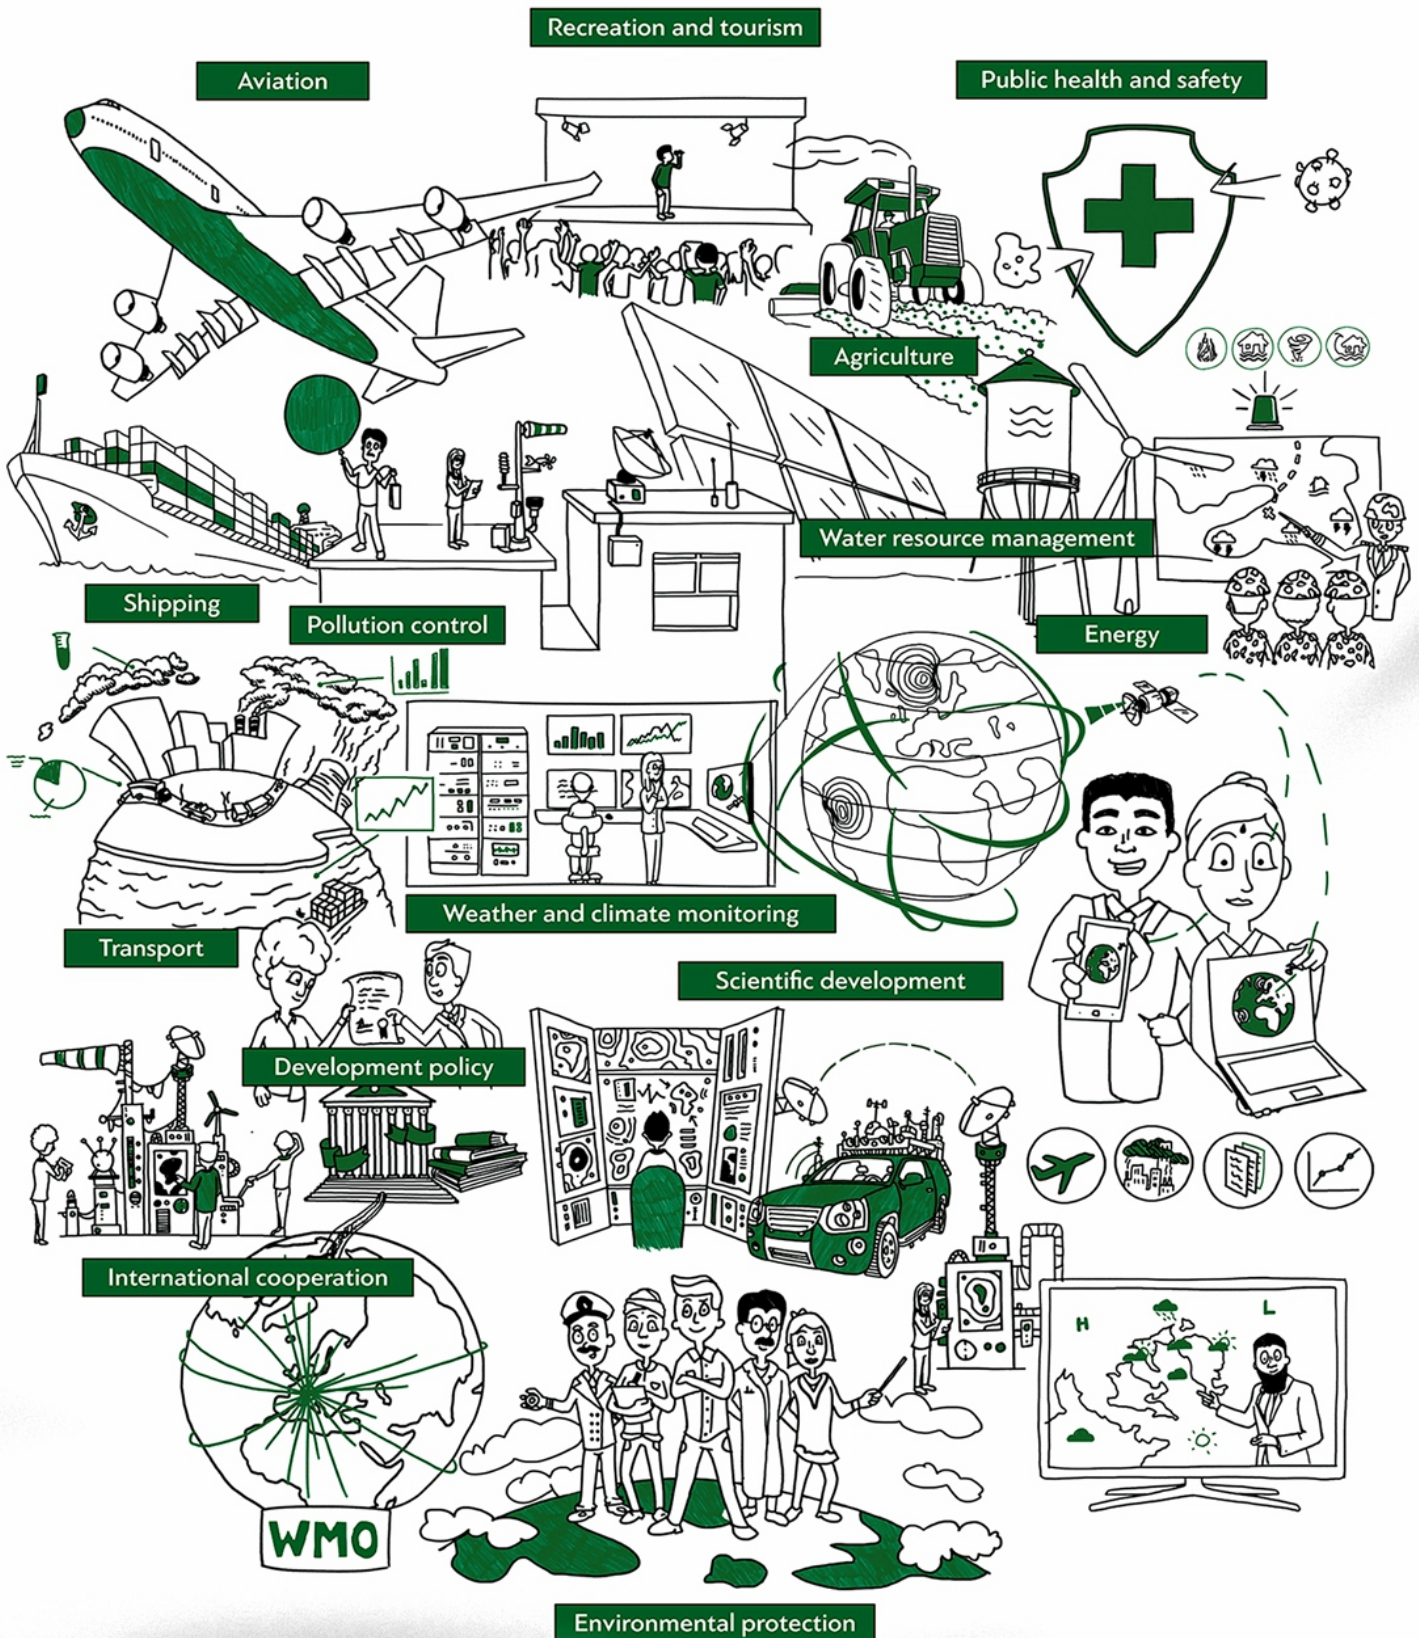 Recreation and tourism
Aviation
Public health and safety
Agriculture
Water resource management
Shipping
Pollution control
Energy
Weather and climate monitoring
Transport
Scientific development
Development policy
International cooperation
H
L
WMO
Environmental protection